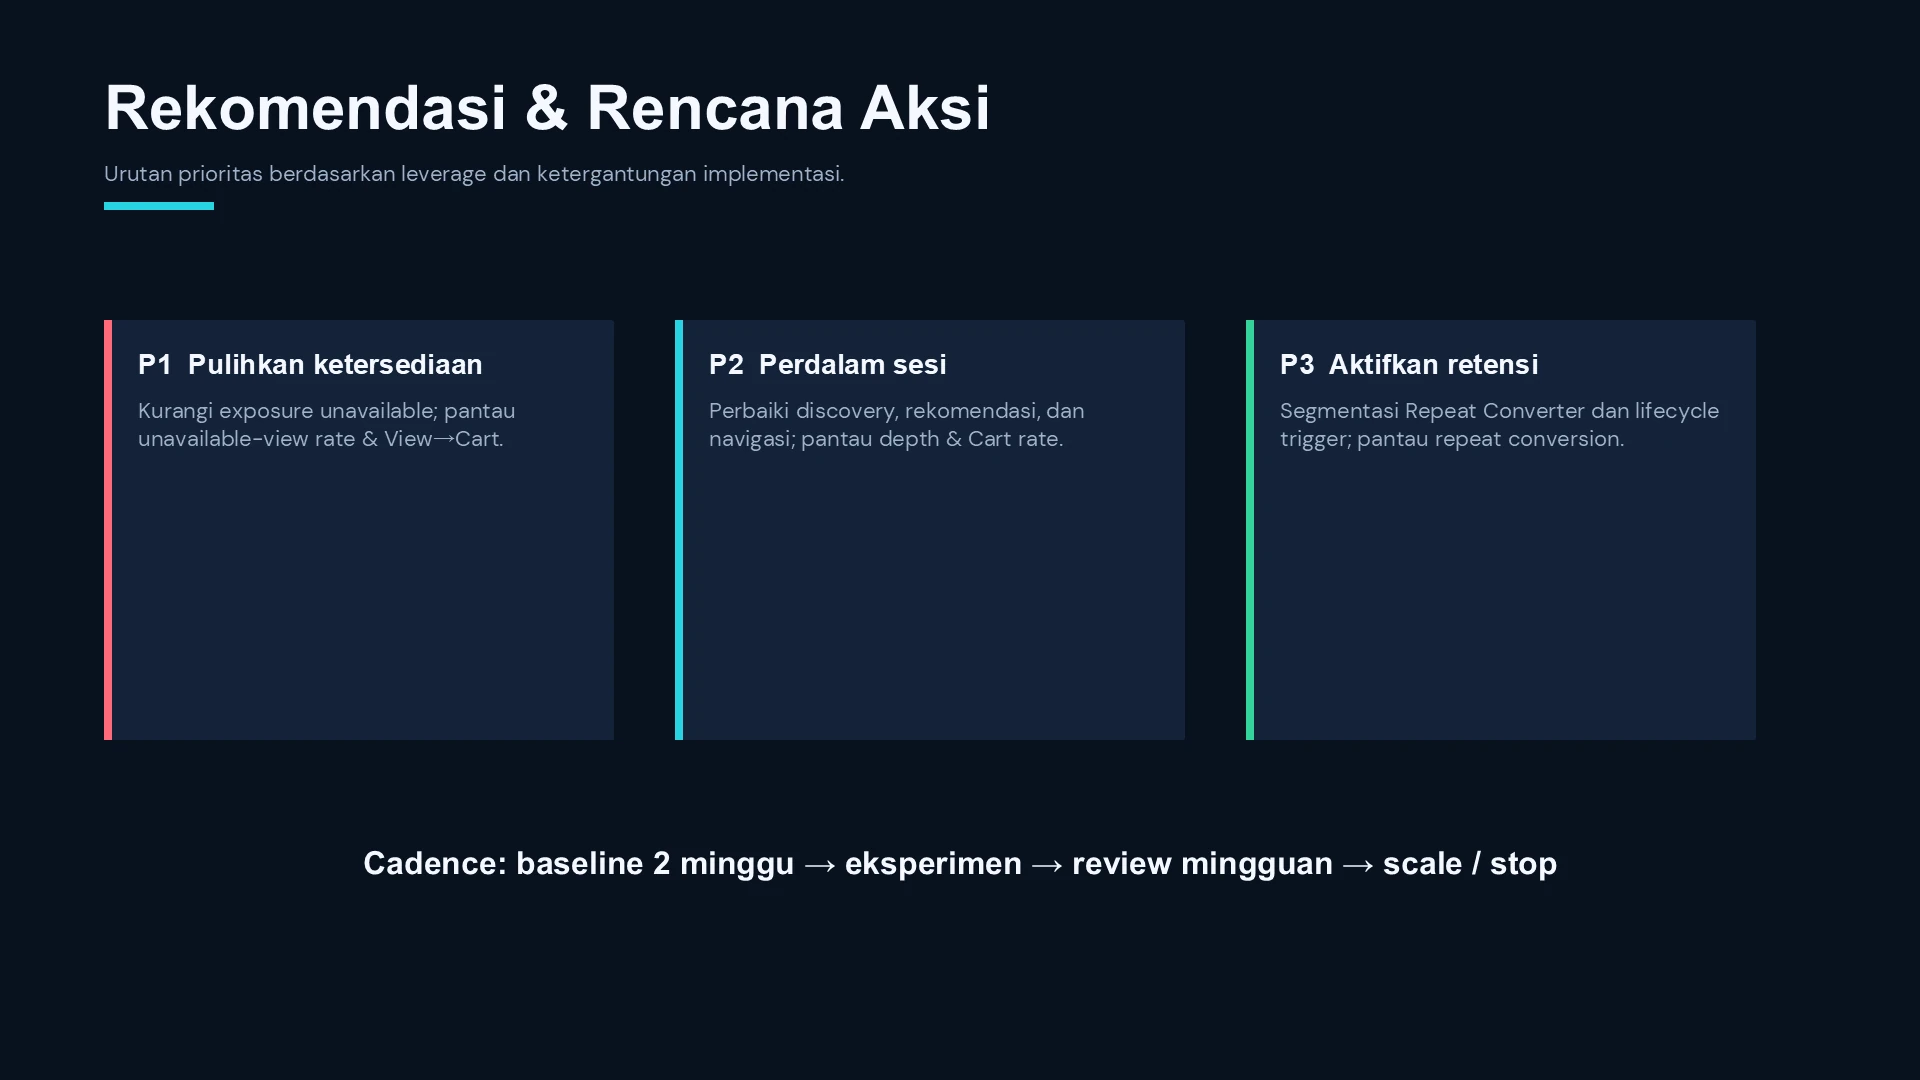 Rekomendasi & Rencana Aksi
Urutan prioritas berdasarkan leverage dan ketergantungan implementasi.
P1 Pulihkan ketersediaan
Kurangi exposure unavailable; pantau
unavailable-view rate & View→Cart.
P2 Perdalam sesi
Perbaiki discovery, rekomendasi, dan
navigasi; pantau depth & Cart rate.
P3 Aktifkan retensi
Segmentasi Repeat Converter dan lifecycle
trigger; pantau repeat conversion.
Cadence: baseline 2 minggu → eksperimen → review mingguan → scale / stop